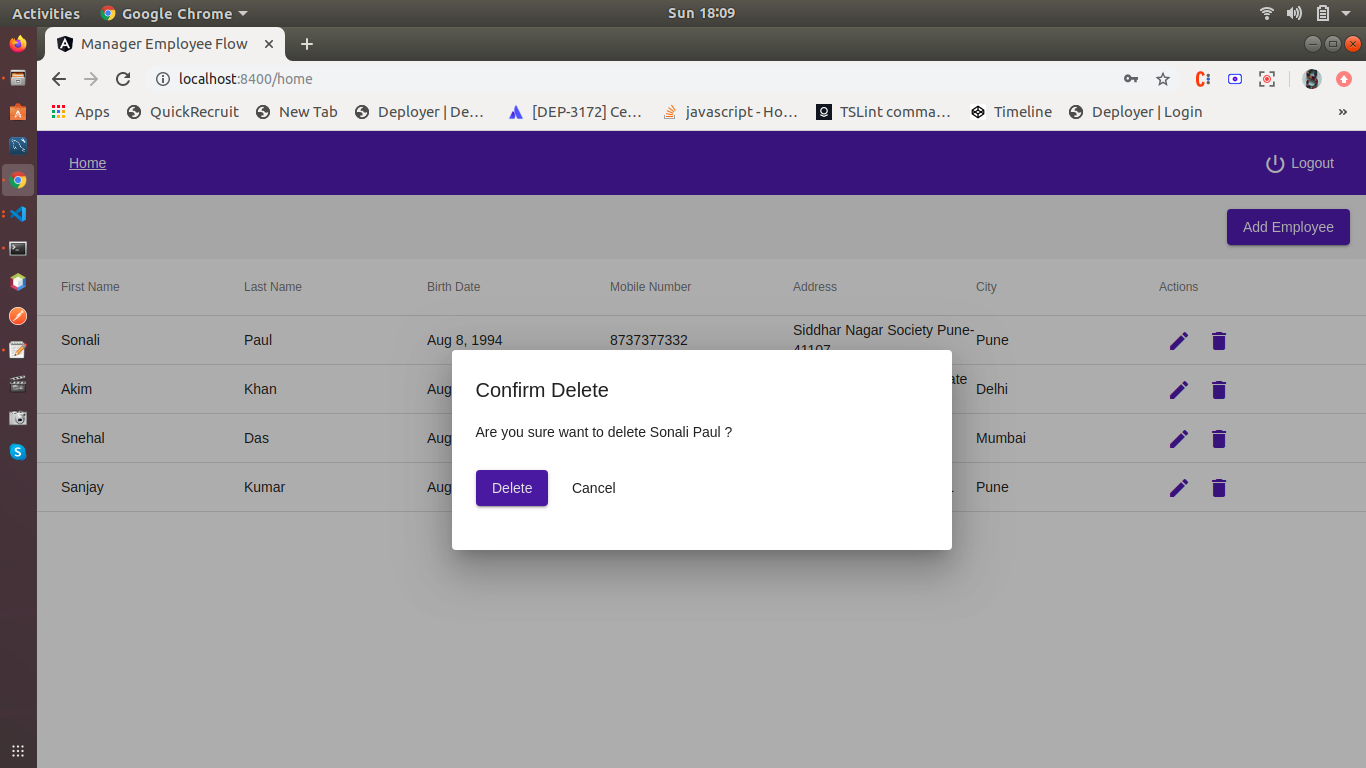 Activities Google Chrome Sun 18:09
Manager Employee Flow
localhost:8400/home
Apps QuickRecruit New Tab Deployer | De... [DEP-3172] Ce... javascript - Ho... TSLint comma... Timeline Deployer | Login »
Home Logout
Add Employee
First Name Last Name Birth Date Mobile Number Address City Actions
Sonali Paul Aug 8, 1994 8737377332 Siddhar Nagar Society Pune- Pune
Akim Khan Aug Delhi
Snehal Das Aug Mumbai
Sanjay Kumar Aug Pune
Confirm Delete
Are you sure want to delete Sonali Paul ?
Delete Cancel